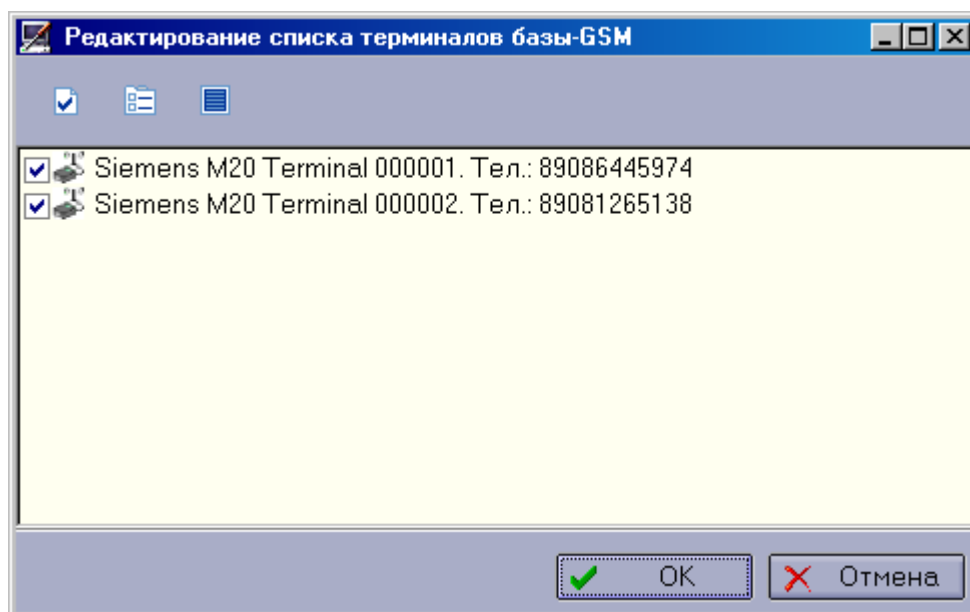 Редактирование списка терминалов базы-GSM
Siemens M20 Terminal 000001. Тел.: 89086445974
Siemens M20 Terminal 000002. Тел.: 89081265138
OK
Отмена